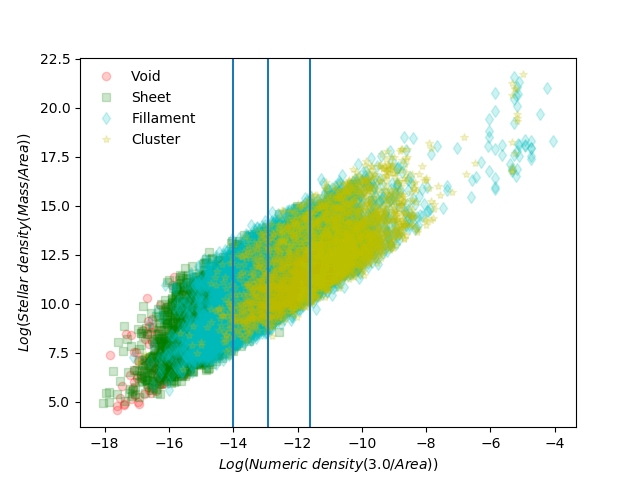 22.5
20.0
17.5
15.0
12.5
10.0
7.5
5.0
Log(Stellar density(Mass/Area))
Void
Sheet
Fillament
Cluster
−18 −16 −14 −12 −10 −8 −6 −4
Log(Numeric density(3.0/Area))